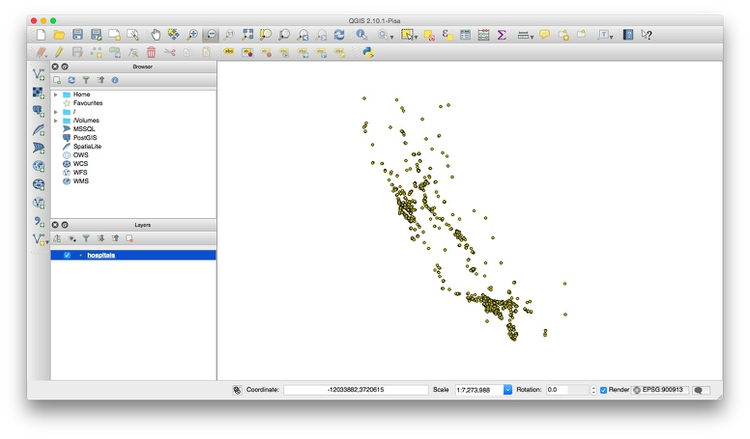 QGIS 2.10.1-Pisa
Browser
Home
Favourites
/
/Volumes
MSSQL
PostGIS
SpatiaLite
OWS
WCS
WFS
WMS
Layers
hospitals
Coordinate: -12033882,3720615 Scale 1:7,273,988 Rotation: 0.0 Render EPSG:900913